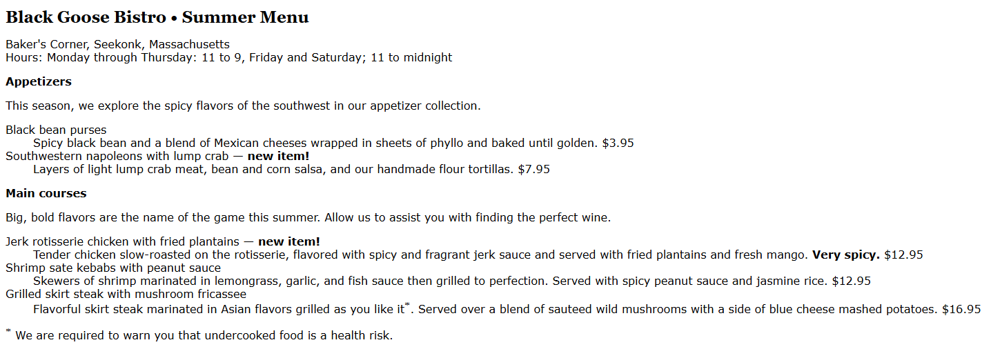 Black Goose Bistro • Summer Menu
Baker's Corner, Seekonk, Massachusetts
Hours: Monday through Thursday: 11 to 9, Friday and Saturday; 11 to midnight
Appetizers
This season, we explore the spicy flavors of the southwest in our appetizer collection.
Black bean purses
Spicy black bean and a blend of Mexican cheeses wrapped in sheets of phyllo and baked until golden. $3.95
Southwestern napoleons with lump crab — new item!
Layers of light lump crab meat, bean and corn salsa, and our handmade flour tortillas. $7.95
Main courses
Big, bold flavors are the name of the game this summer. Allow us to assist you with finding the perfect wine.
Jerk rotisserie chicken with fried plantains — new item!
Tender chicken slow-roasted on the rotisserie, flavored with spicy and fragrant jerk sauce and served with fried plantains and fresh mango. Very spicy. $12.95
Shrimp sate kebabs with peanut sauce
Skewers of shrimp marinated in lemongrass, garlic, and fish sauce then grilled to perfection. Served with spicy peanut sauce and jasmine rice. $12.95
Grilled skirt steak with mushroom fricassee
Flavorful skirt steak marinated in Asian flavors grilled as you like it*. Served over a blend of sauteed wild mushrooms with a side of blue cheese mashed potatoes. $16.95
* We are required to warn you that undercooked food is a health risk.